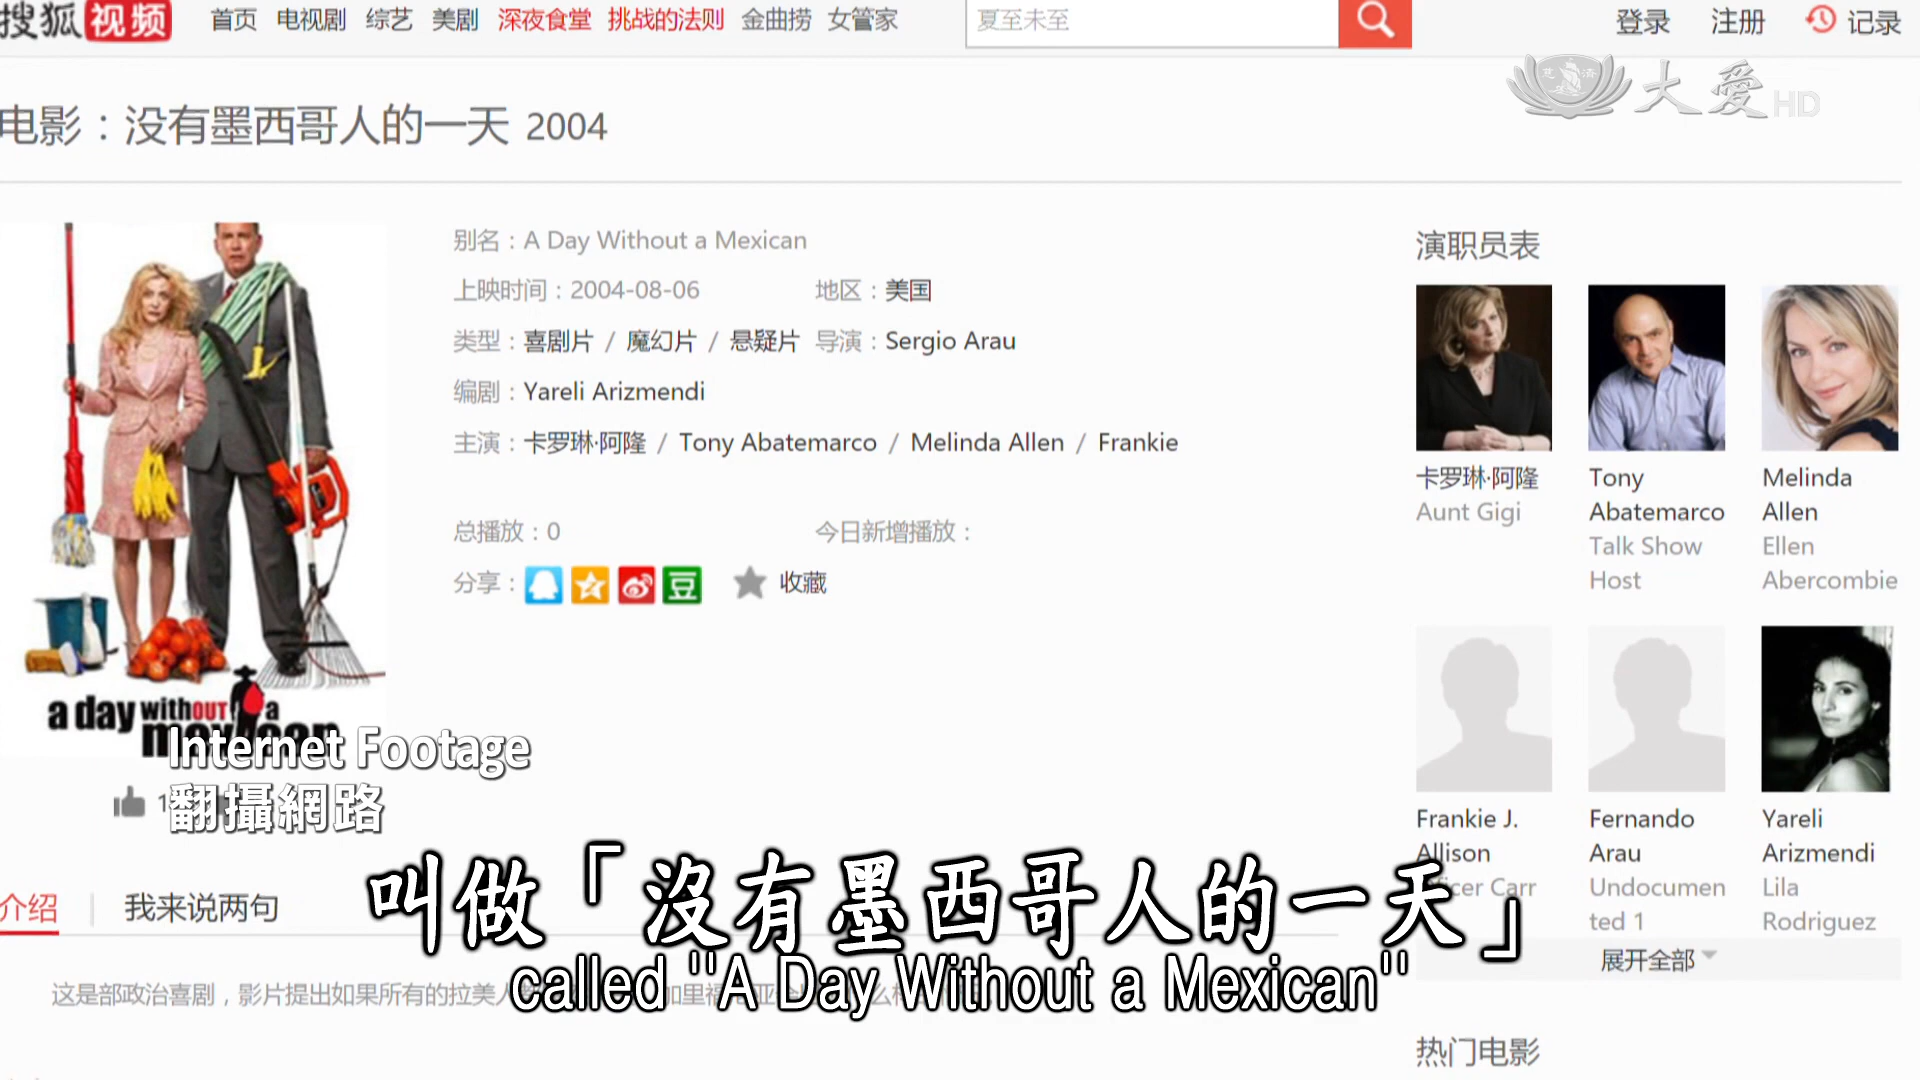 搜狐视频 首页 电视剧 综艺 美剧 深夜食堂 挑战的法则 金曲捞 女管家 夏至未至 登录 注册 记录
慈 濟 大愛HD
电影：没有墨西哥人的一天 2004
别名：A Day Without a Mexican
上映时间：2004-08-06 地区：美国
类型：喜剧片 / 魔幻片 / 悬疑片 导演：Sergio Arau
编剧：Yareli Arizmendi
主演：卡罗琳·阿隆 / Tony Abatemarco / Melinda Allen / Frankie
总播放：0 今日新增播放：
分享： 豆 收藏
a day without a
演职员表
卡罗琳·阿隆
Aunt Gigi
Tony
Abatemarco
Talk Show
Host
Melinda
Allen
Ellen
Abercombie
Frankie J.
Allison
Carr
Fernando
Arau
Undocumen
ted 1
Yareli
Arizmendi
Lila
Rodriguez
展开全部
热门电影
Internet Footage
翻攝網路
介绍 我来说两句
叫做「沒有墨西哥人的一天」
called "A Day Without a Mexican"
这是部政治喜剧，影片提出如果所有的拉美人